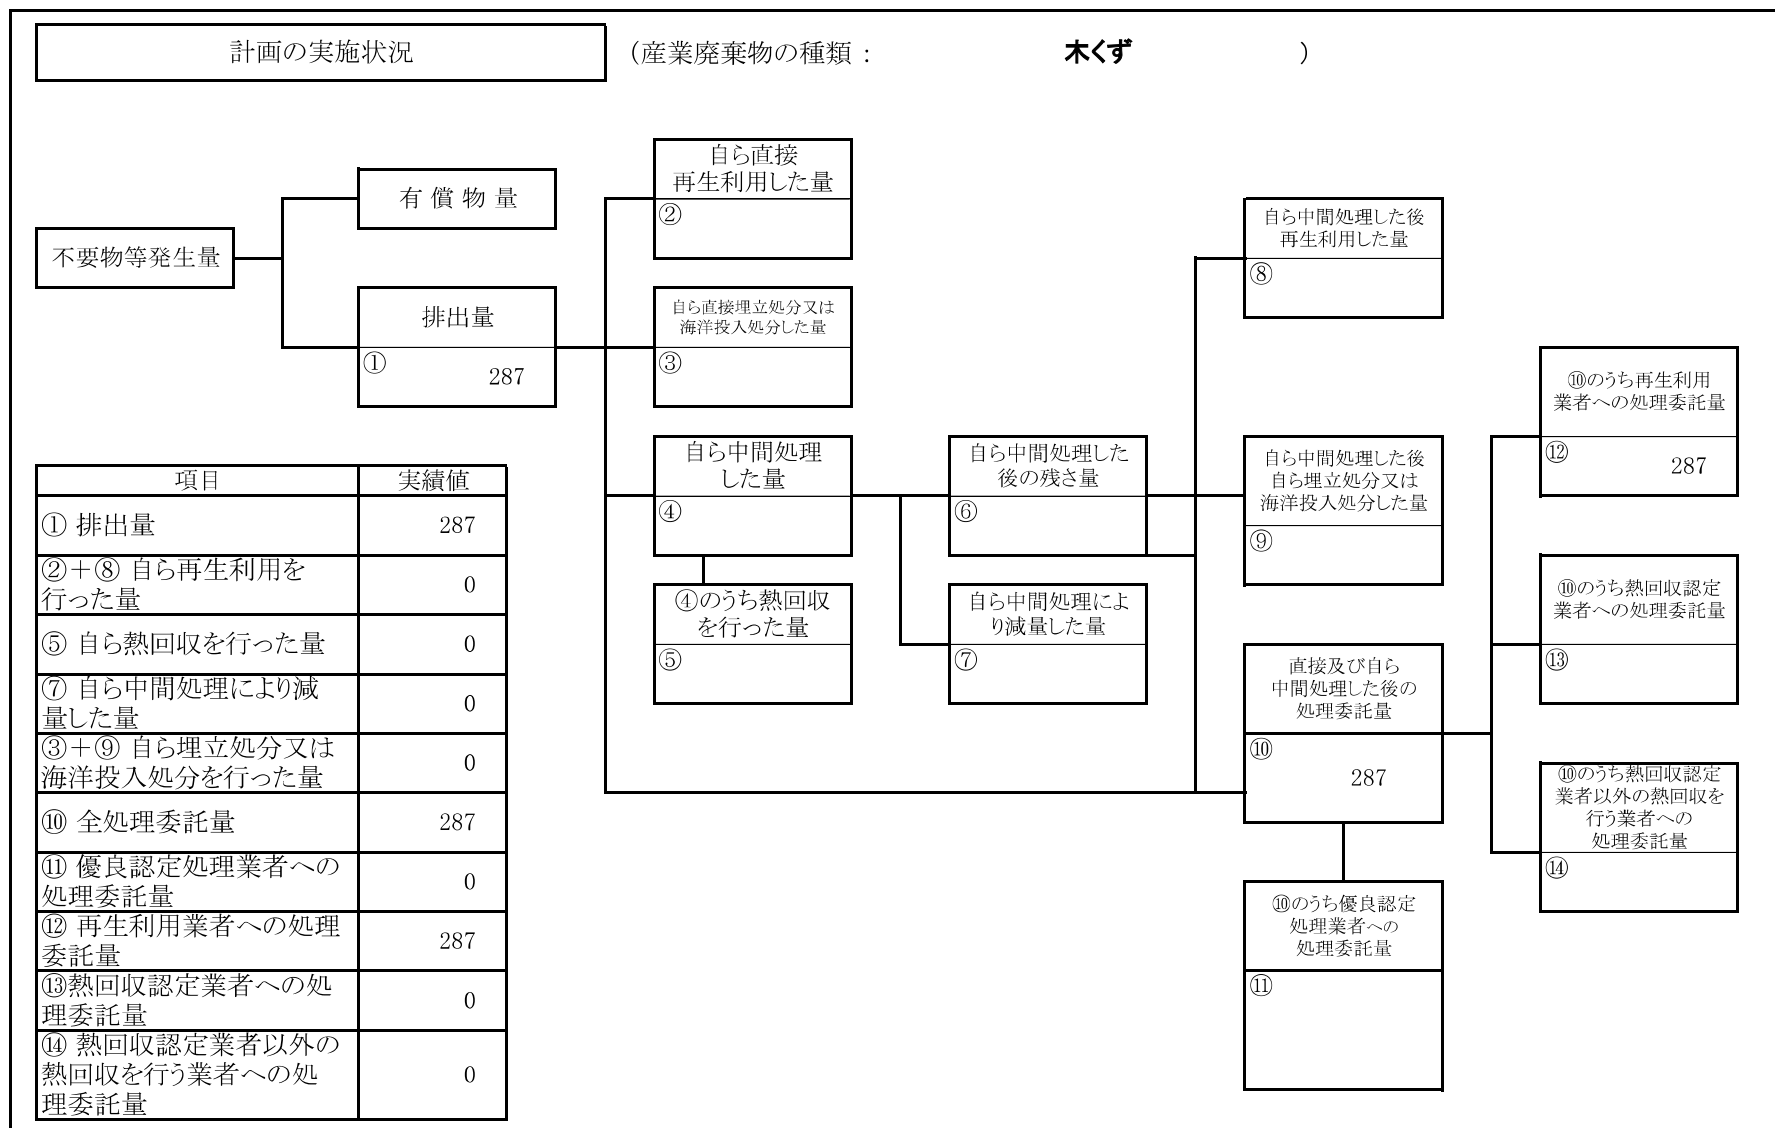 計画の実施状況
(産業廃棄物の種類: 木くず )
不要物等発生量
有償物量
排出量
①
287
自ら直接
再生利用した量
②
自ら直接埋立処分又は
海洋投入処分した量
③
自ら中間処理
した量
④
④のうち熱回収
を行った量
⑤
自ら中間処理した
後の残さ量
⑥
自ら中間処理によ
り減量した量
⑦
自ら中間処理した後
再生利用した量
⑧
自ら中間処理した後
自ら埋立処分又は
海洋投入処分した量
⑨
直接及び自ら
中間処理した後の
処理委託量
⑩
287
⑩のうち優良認定
処理業者への
処理委託量
⑪
⑩のうち再生利用
業者への処理委託量
⑫
287
⑩のうち熱回収認定
業者への処理委託量
⑬
⑩のうち熱回収認定
業者以外の熱回収を
行う業者への
処理委託量
⑭
項目 実績値
① 排出量 287
②+⑧ 自ら再生利用を
行った量 0
⑤ 自ら熱回収を行った量 0
⑦ 自ら中間処理により減
量した量 0
③+⑨ 自ら埋立処分又は
海洋投入処分を行った量 0
⑩ 全処理委託量 287
⑪ 優良認定処理業者への
処理委託量 0
⑫ 再生利用業者への処理
委託量 287
⑬熱回収認定業者への処
理委託量 0
⑭ 熱回収認定業者以外の
熱回収を行う業者への処
理委託量 0